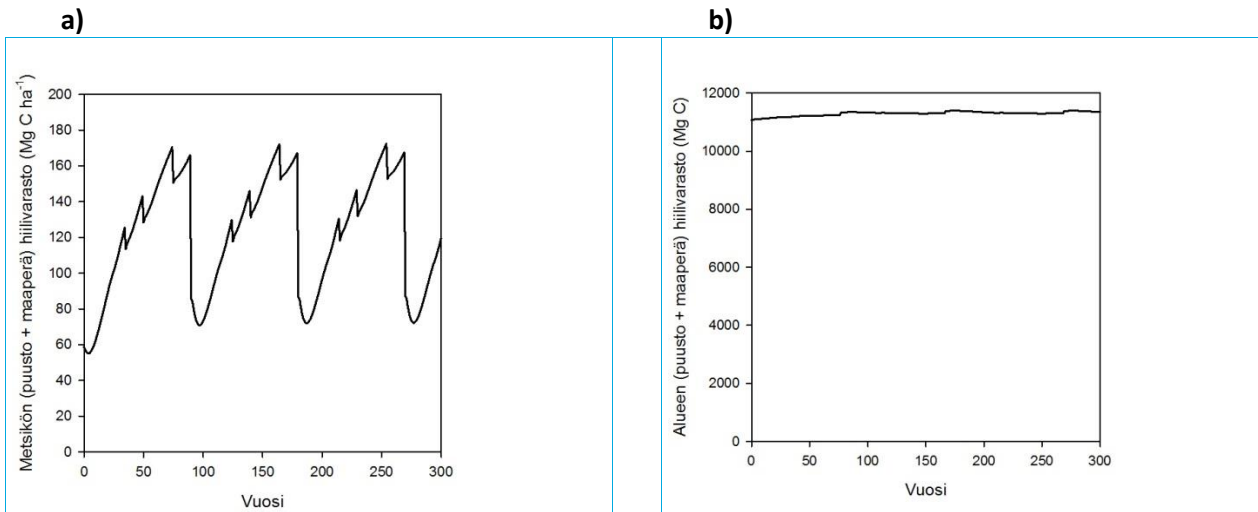 a)
b)
Metsikön (puusto + maaperä) hiilivarasto (Mg C ha⁻¹)
200
180
160
140
120
100
80
60
40
20
0
0 50 100 150 200 250 300
Vuosi
Alueen (puusto + maaperä) hiilivarasto (Mg C)
12000
10000
8000
6000
4000
2000
0
0 50 100 150 200 250 300
Vuosi